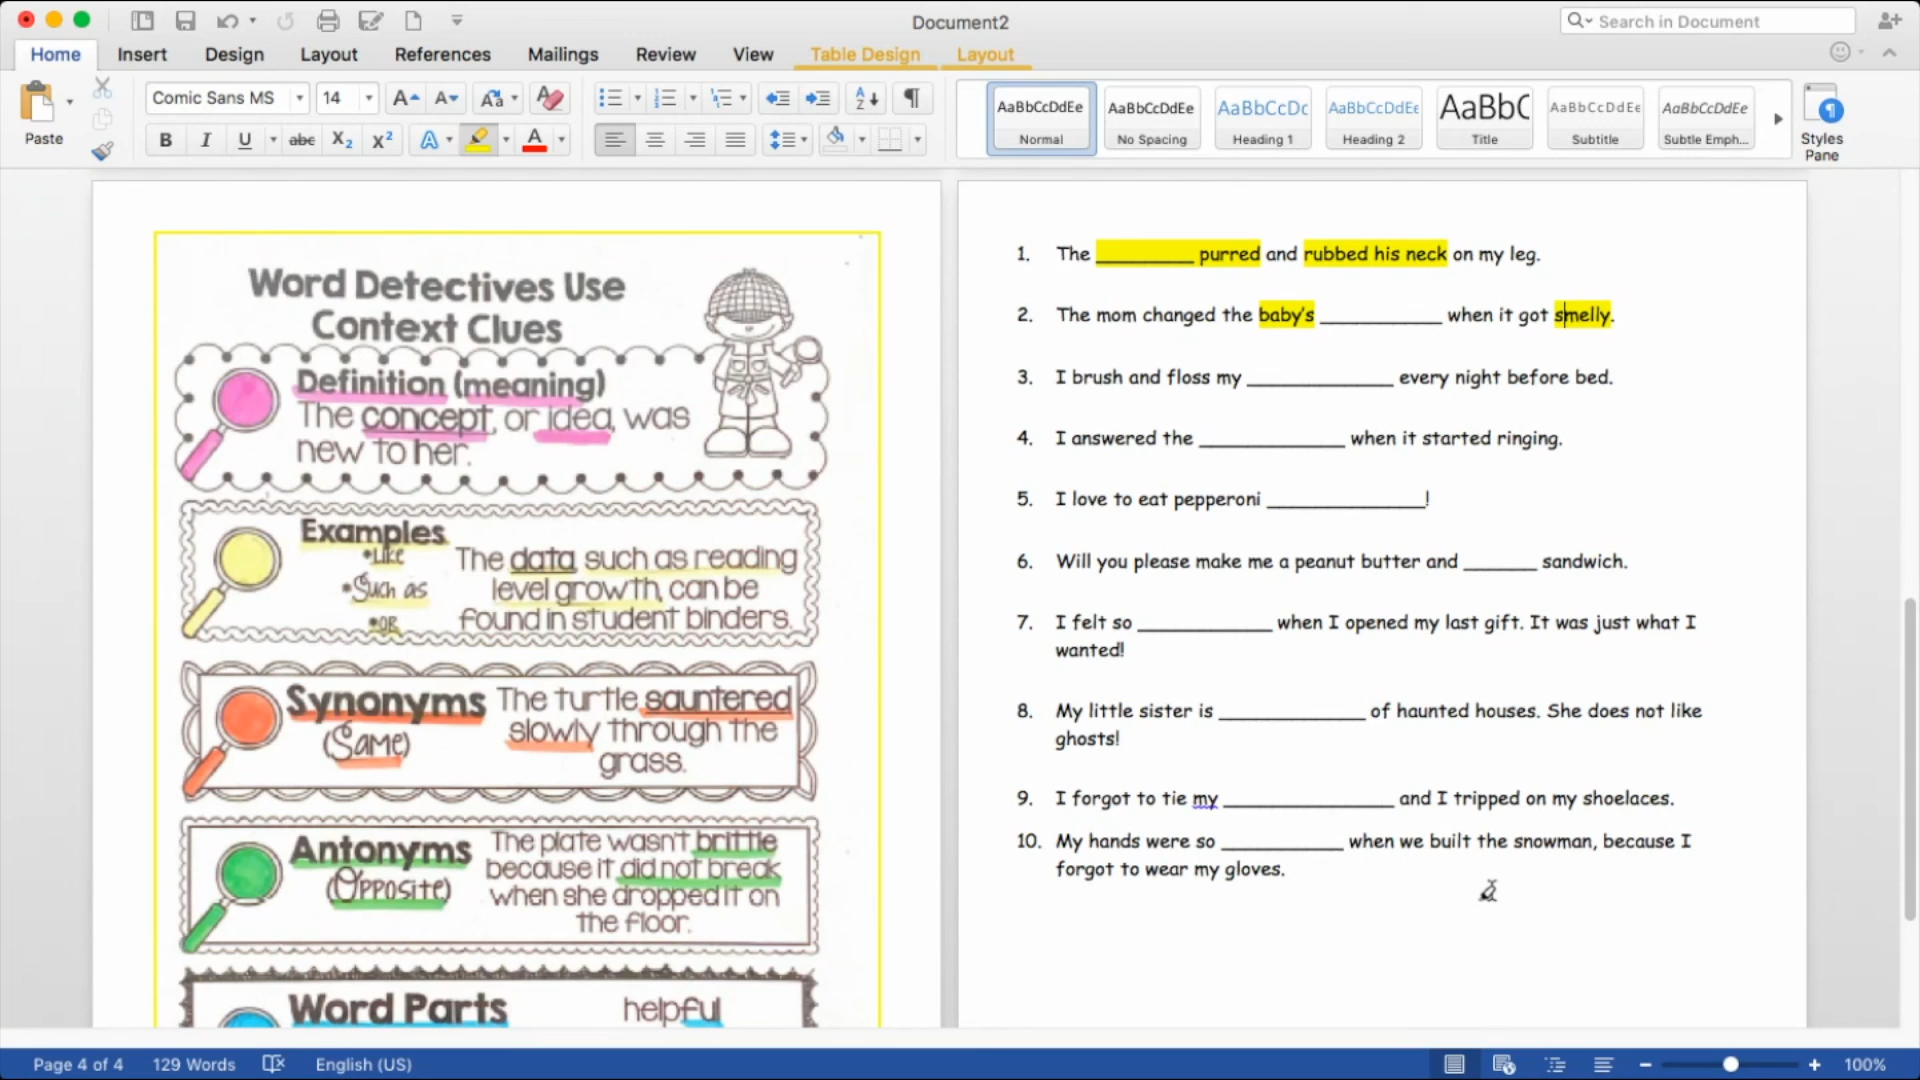 Document2
Search in Document
Home Insert Design Layout References Mailings Review View Table Design Layout
Paste
Comic Sans MS 14
AaBbCcDdEe Normal
AaBbCcDdEe No Spacing
AaBbCcDc Heading 1
AaBbCcDdEe Heading 2
AaBbC Title
AaBbCcDdEe Subtitle
AaBbCcDdEe Subtle Emph...
Styles
Pane
Word Detectives Use
Context Clues
Definition (meaning)
The concept, or idea, was
new to her.
Examples
•Like
•Such as
•OR
The data, such as reading
level growth, can be
found in student binders.
Synonyms
(Same)
The turtle sauntered
slowly through the
grass.
Antonyms
(Opposite)
The plate wasn't brittle
because it did not break
when she dropped it on
the floor.
Word Parts
helpful
1. The ________ purred and rubbed his neck on my leg.
2. The mom changed the baby's __________ when it got smelly.
3. I brush and floss my ____________ every night before bed.
4. I answered the ____________ when it started ringing.
5. I love to eat pepperoni _____________!
6. Will you please make me a peanut butter and ______ sandwich.
7. I felt so ___________ when I opened my last gift. It was just what I
wanted!
8. My little sister is ____________ of haunted houses. She does not like
ghosts!
9. I forgot to tie my ______________ and I tripped on my shoelaces.
10. My hands were so __________ when we built the snowman, because I
forgot to wear my gloves.
Page 4 of 4 129 Words English (US) 100%